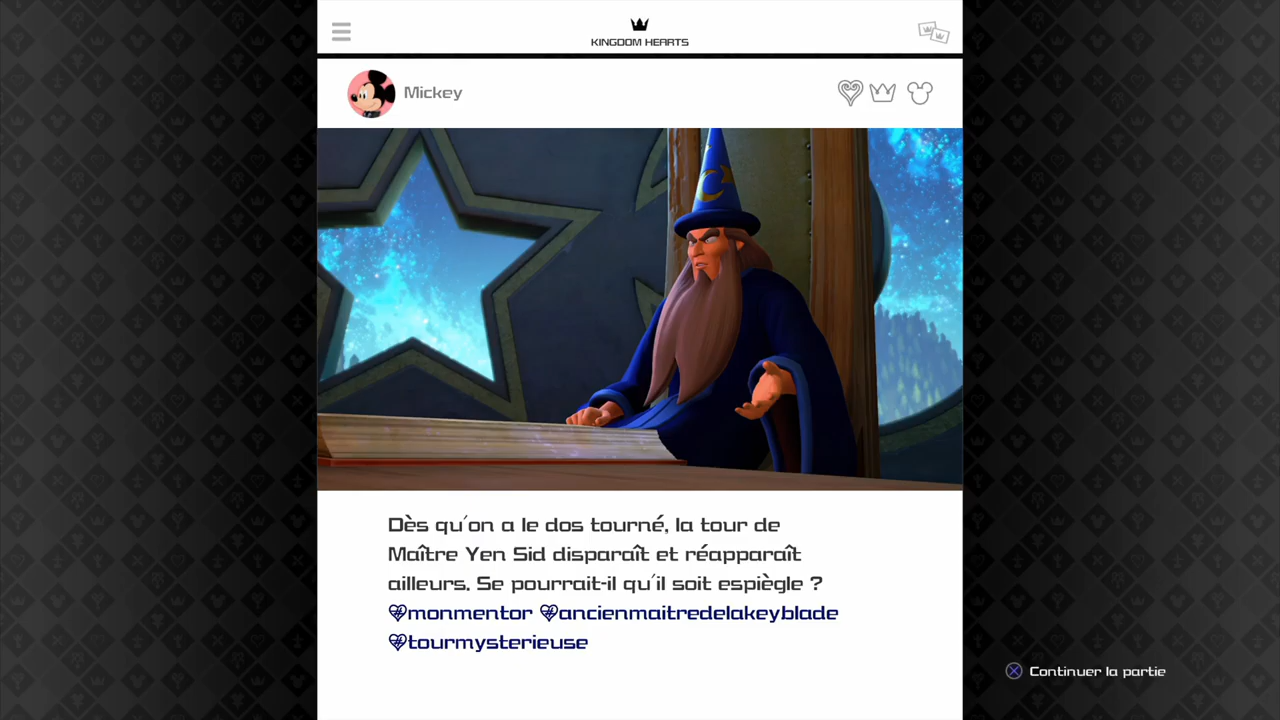 KINGDOM HEARTS
Mickey
Dès qu'on a le dos tourné, la tour de
Maître Yen Sid disparaît et réapparaît
ailleurs. Se pourrait-il qu'il soit espiègle ?
#monmentor #ancienmaitredelakeyblade
#tourmysterieuse
Continuer la partie